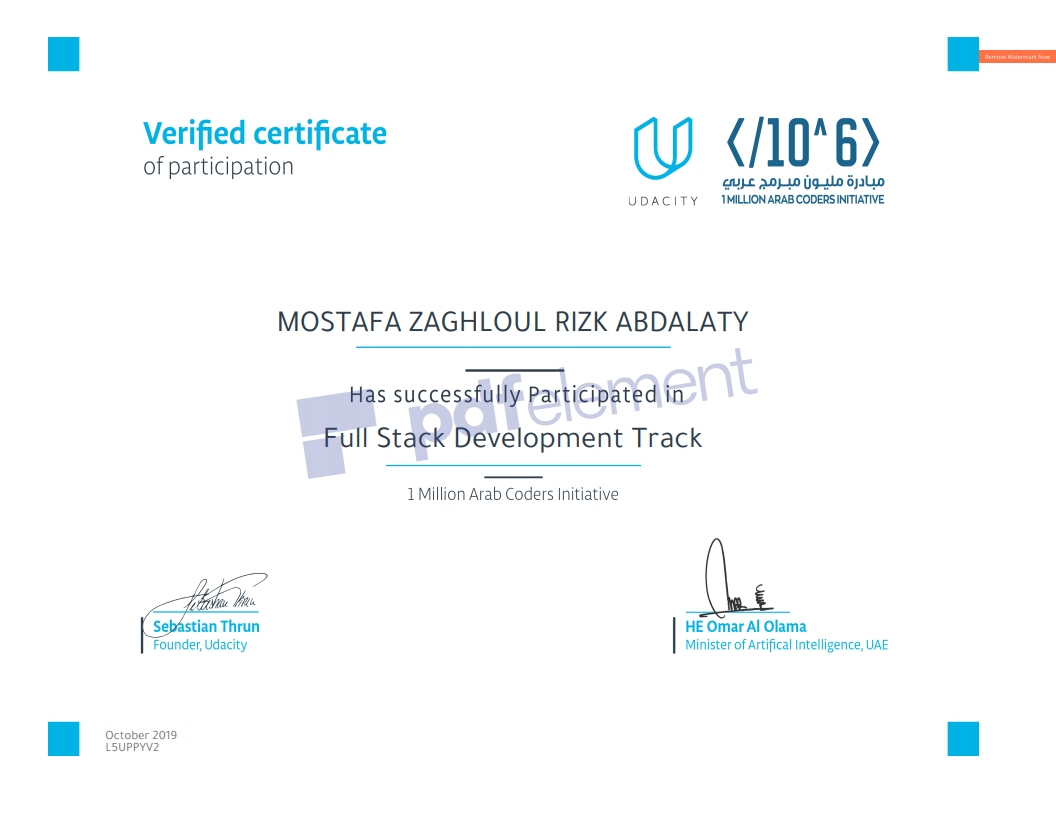 Remove Watermark Now
Verified certificate
of participation
UDACITY
</10^6>
مبادرة مليون مبرمج عربي
1 MILLION ARAB CODERS INITIATIVE
MOSTAFA ZAGHLOUL RIZK ABDALATY
Has successfully Participated in
pdfelement
Full Stack Development Track
1 Million Arab Coders Initiative
Sebastian Thrun
Sebastian Thrun
Founder, Udacity
HE Omar Al Olama
Minister of Artifical Intelligence, UAE
October 2019
L5UPPYV2